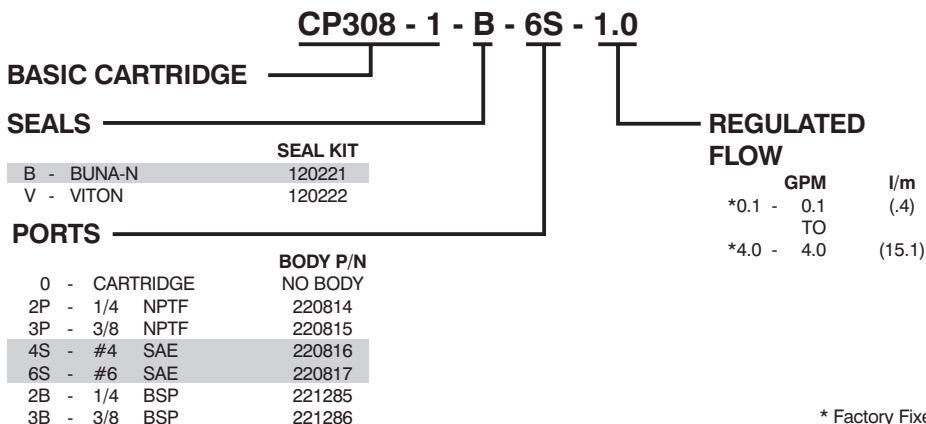 CP308 - 1 - B - 6S - 1.0
BASIC CARTRIDGE
SEALS
SEAL KIT
B - BUNA-N 120221
V - VITON 120222
PORTS
BODY P/N
0 - CARTRIDGE NO BODY
2P - 1/4 NPTF 220814
3P - 3/8 NPTF 220815
4S - #4 SAE 220816
6S - #6 SAE 220817
2B - 1/4 BSP 221285
3B - 3/8 BSP 221286
REGULATED
FLOW
GPM l/m
*0.1 - 0.1 (.4)
TO
*4.0 - 4.0 (15.1)
* Factory Fixe